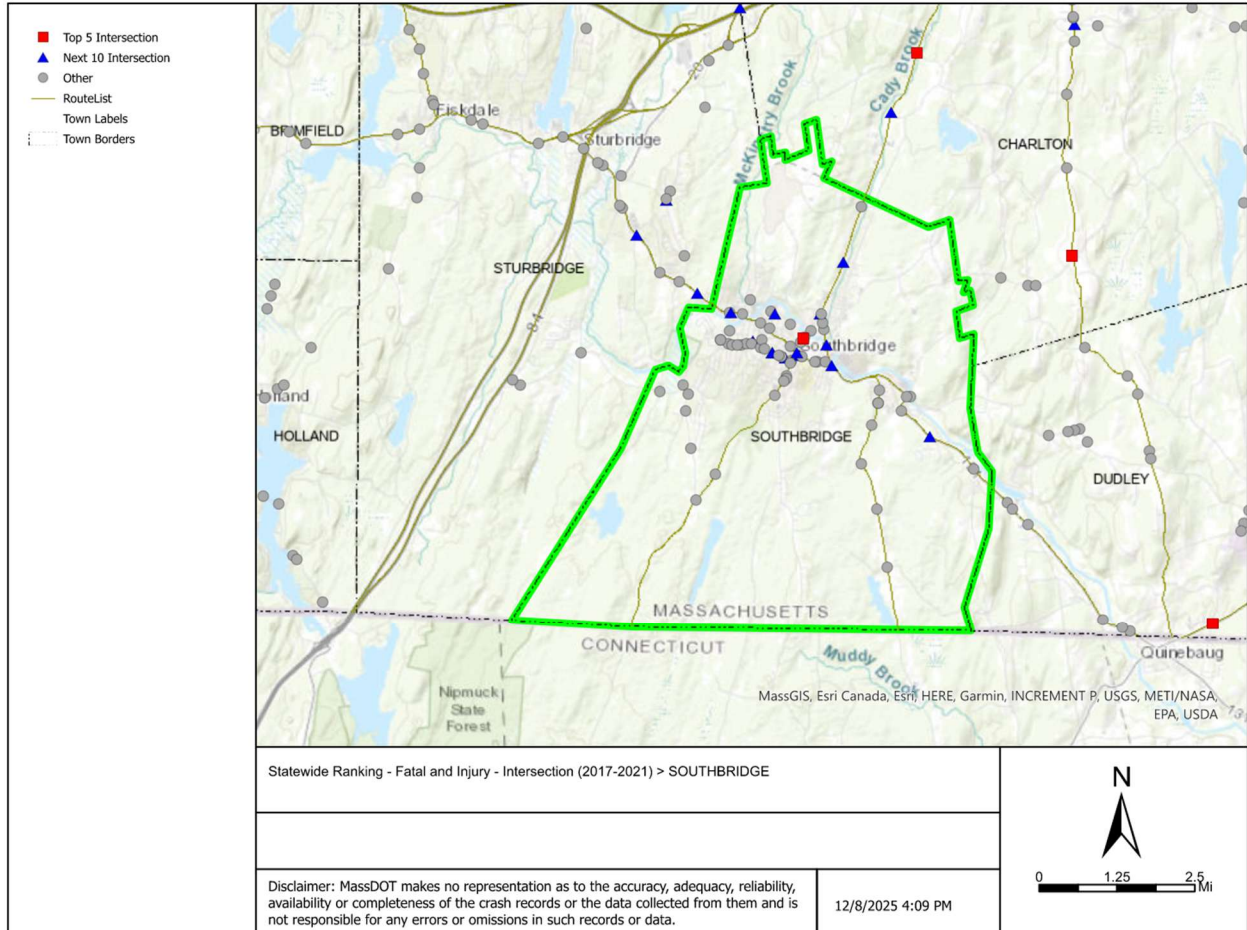 Top 5 Intersection
Next 10 Intersection
Other
RouteList
Town Labels
Town Borders
McKinstry Brook
Cady Brook
20
Fiskdale
BRIMFIELD
Sturbridge
CHARLTON
STURBRIDGE
84
Southbridge
HOLLAND
SOUTHBRIDGE
DUDLEY
MASSACHUSETTS
CONNECTICUT
Muddy Brook
Quinebaug
Nipmuck
State
Forest
MassGIS, Esri Canada, Esri, HERE, Garmin, INCREMENT P, USGS, METI/NASA,
EPA, USDA
Statewide Ranking - Fatal and Injury - Intersection (2017-2021) > SOUTHBRIDGE
N
0 1.25 2.5
Mi
Disclaimer: MassDOT makes no representation as to the accuracy, adequacy, reliability,
availability or completeness of the crash records or the data collected from them and is
not responsible for any errors or omissions in such records or data.
12/8/2025 4:09 PM